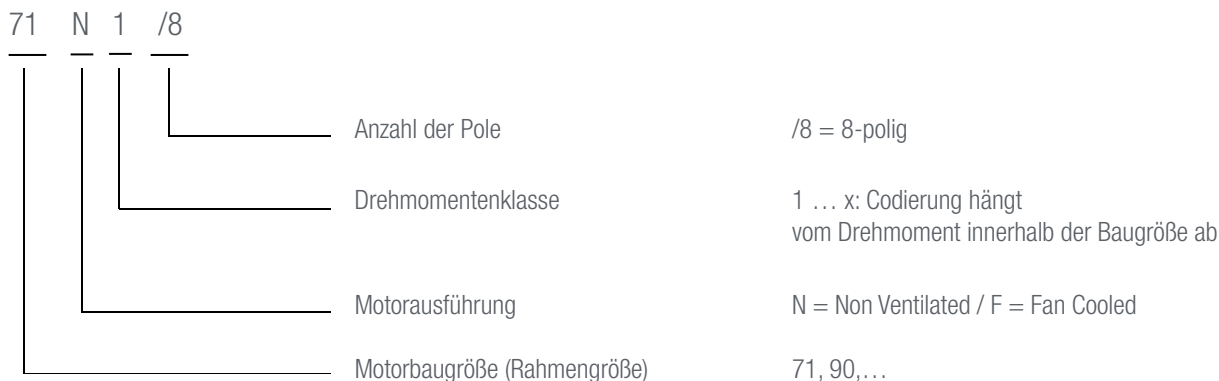 71 N 1 /8
Anzahl der Pole /8 = 8-polig
Drehmomentenklasse 1 … x: Codierung hängt
vom Drehmoment innerhalb der Baugröße ab
Motorausführung N = Non Ventilated / F = Fan Cooled
Motorbaugröße (Rahmengröße) 71, 90,…